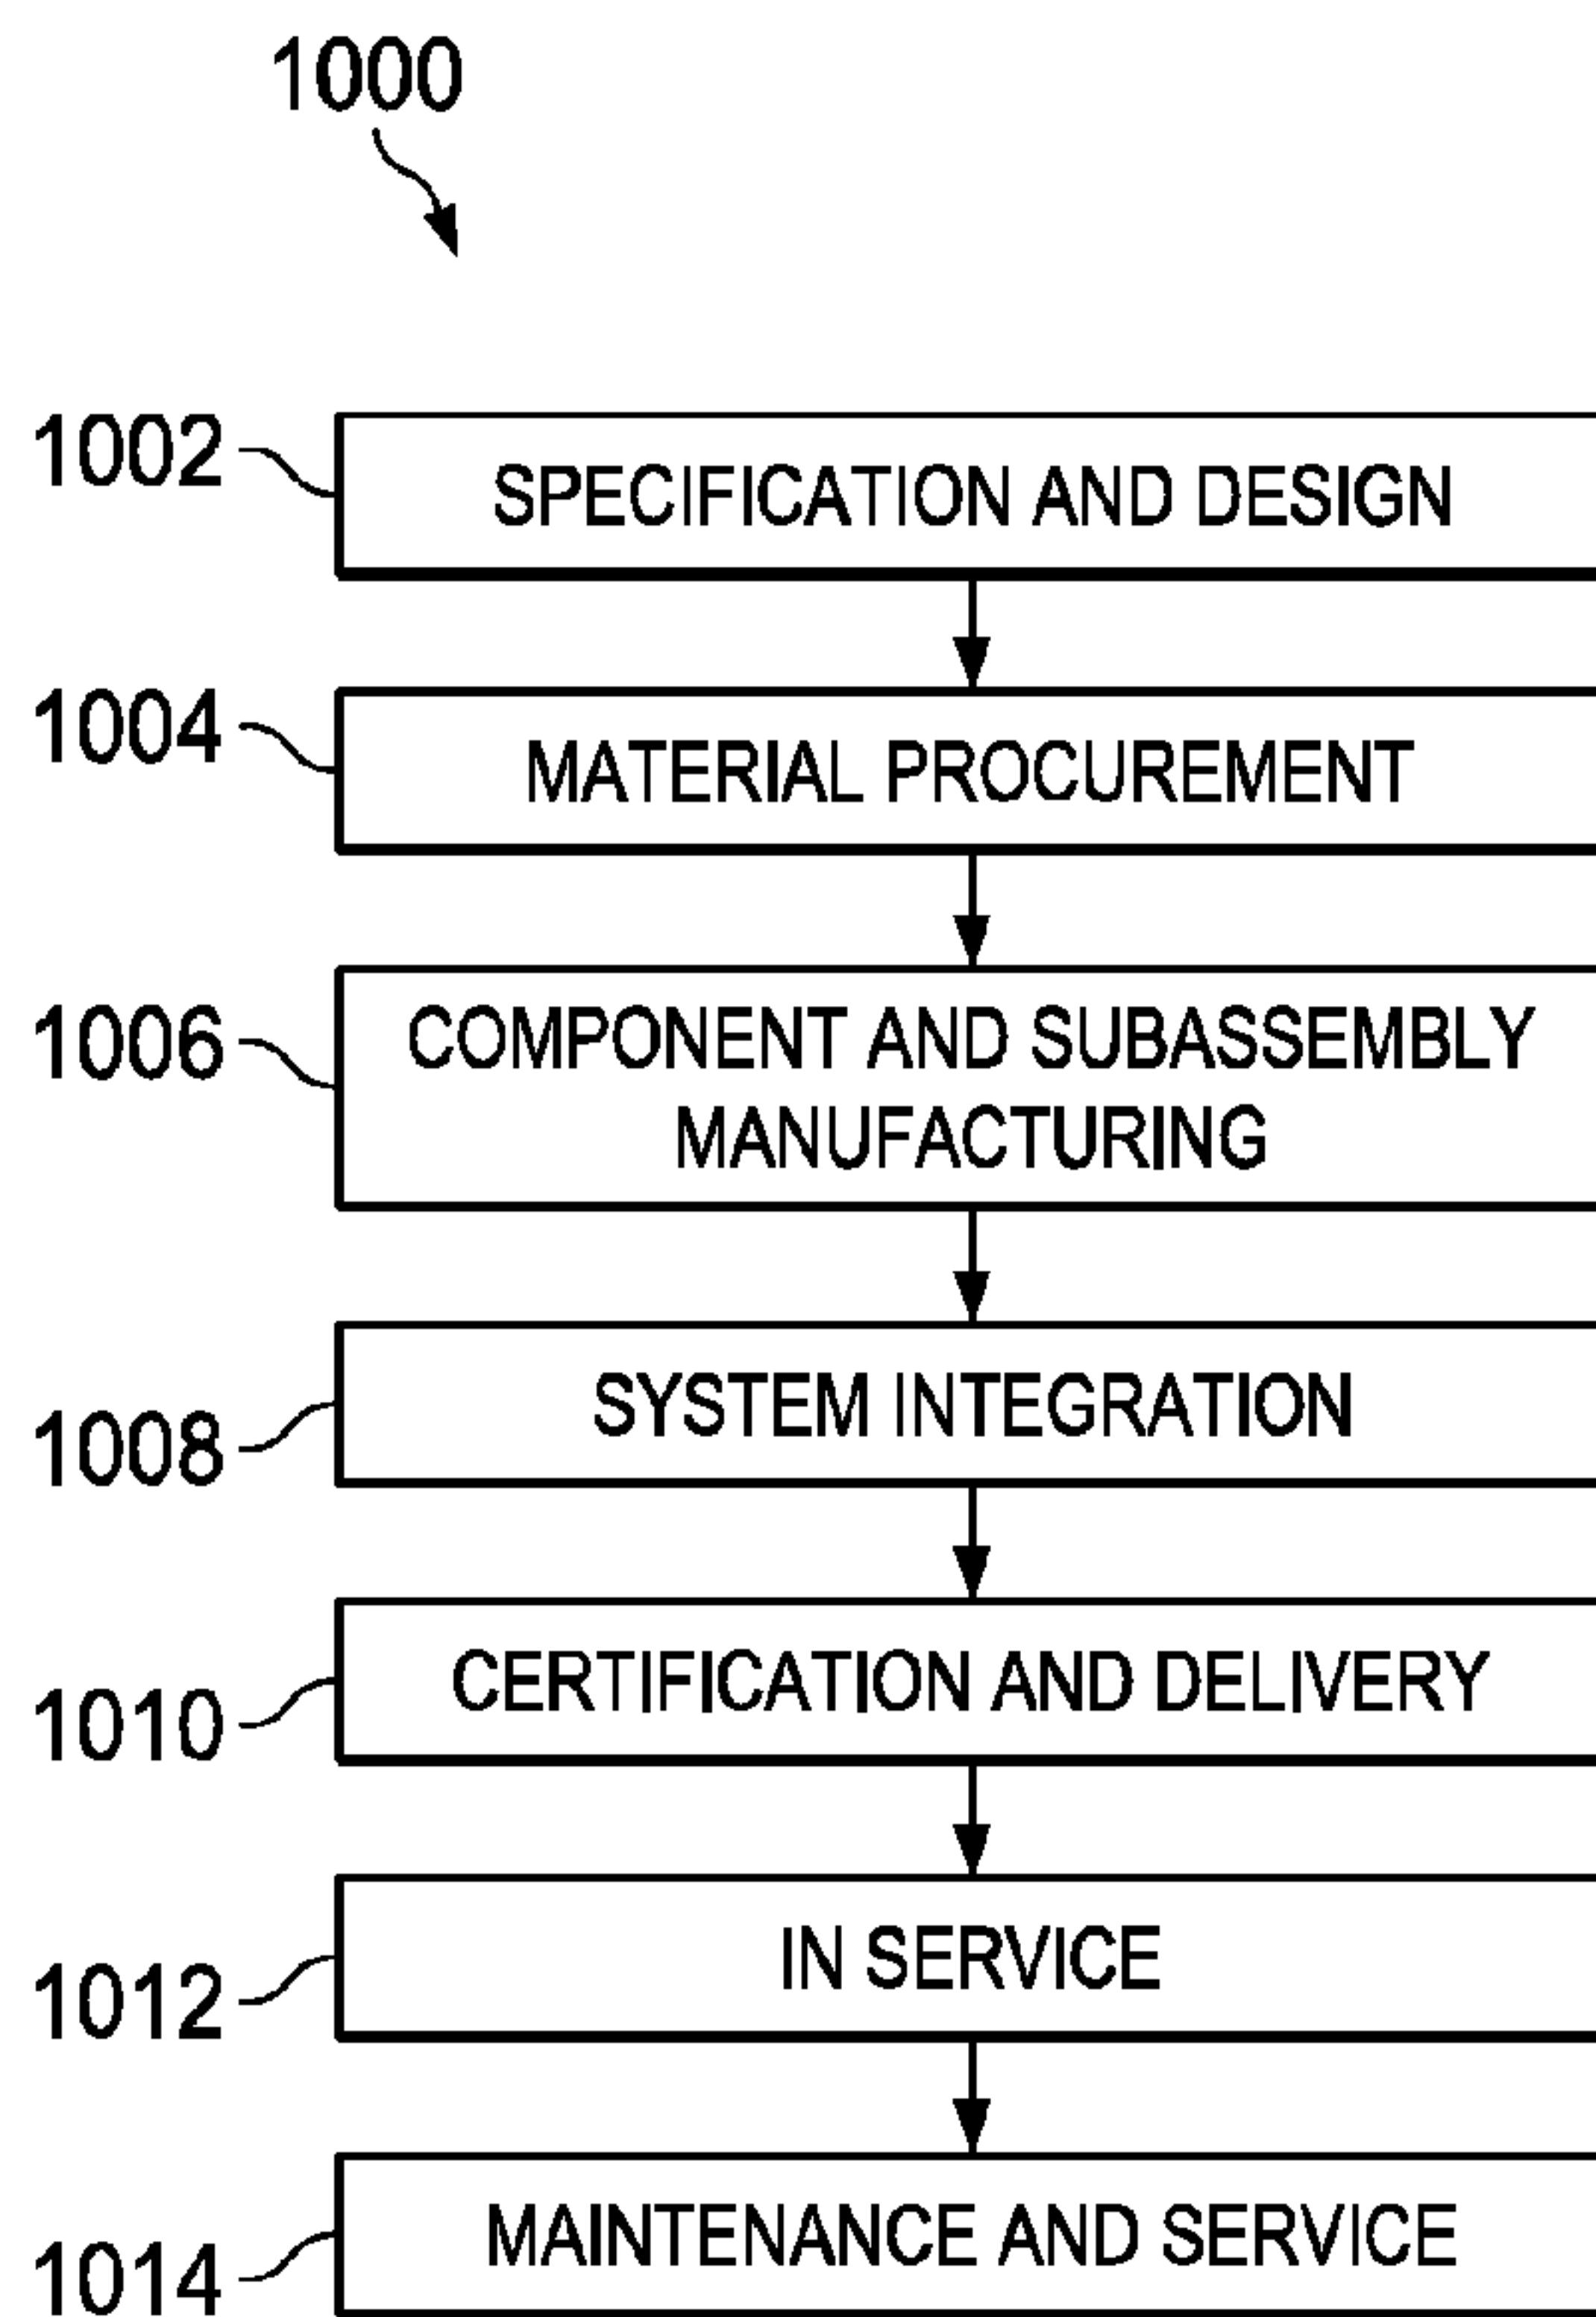 1000
1002 SPECIFICATION AND DESIGN
1004 MATERIAL PROCUREMENT
1006 COMPONENT AND SUBASSEMBLY
MANUFACTURING
SYSTEM INTEGRATION
1008
CERTIFICATION AND DELIVERY
1010
IN SERVICE
1012
MAINTENANCE AND SERVICE
1014